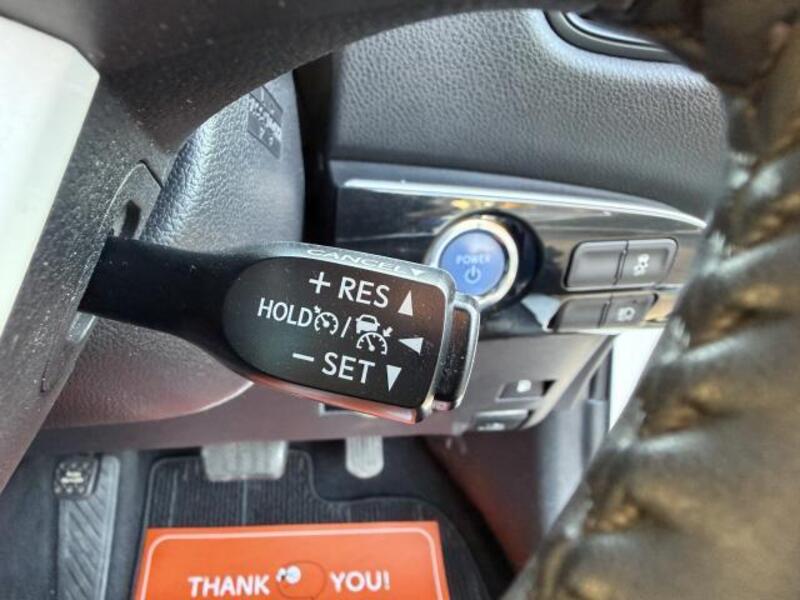 CANCEL
+ RES ▲
HOLD / ◀
− SET ▼
POWER
THANK YOU!